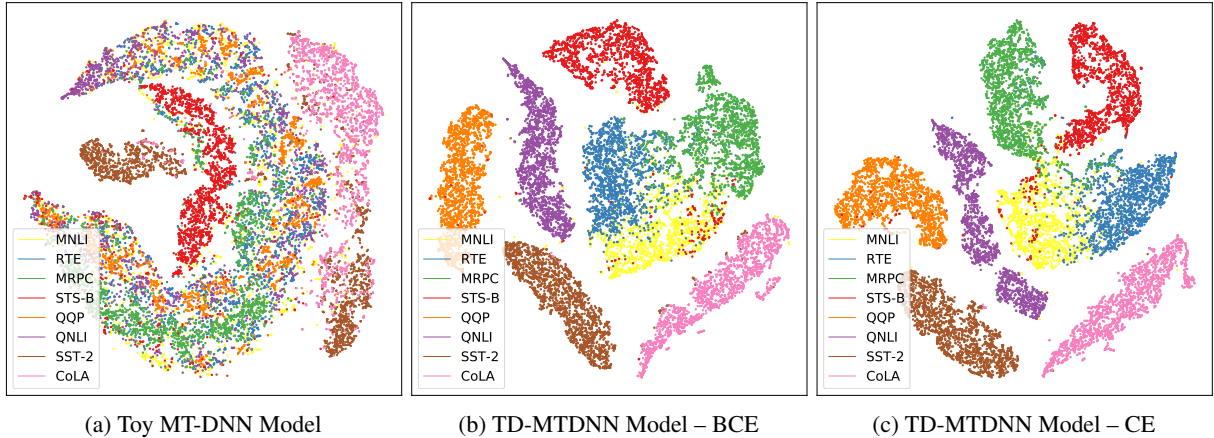 MNLI
RTE
MRPC
STS-B
QQP
QNLI
SST-2
CoLA
MNLI
RTE
MRPC
STS-B
QQP
QNLI
SST-2
CoLA
MNLI
RTE
MRPC
STS-B
QQP
QNLI
SST-2
CoLA
(a) Toy MT-DNN Model
(b) TD-MTDNN Model – BCE
(c) TD-MTDNN Model – CE